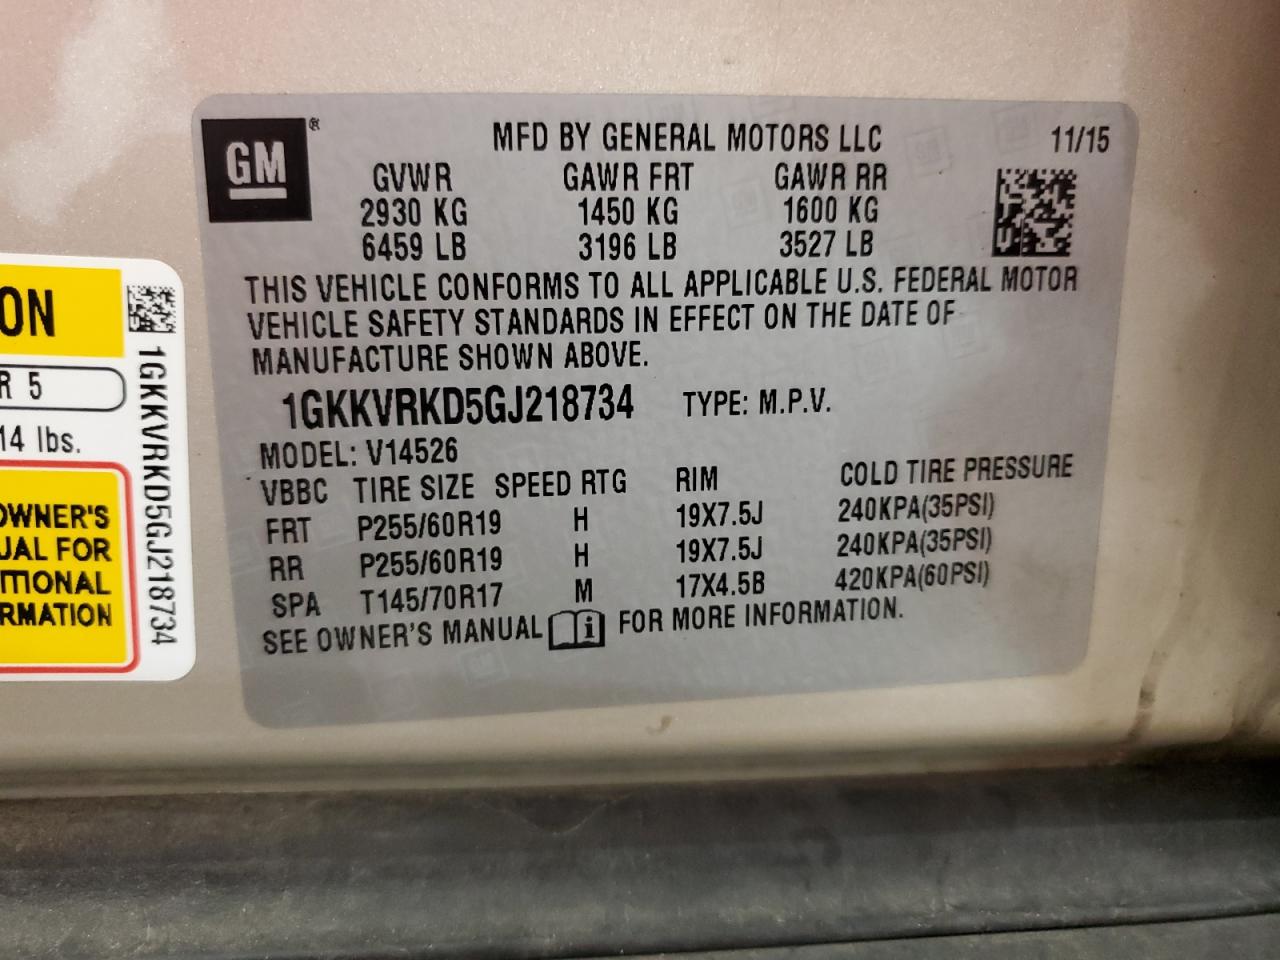 GM ®
MFD BY GENERAL MOTORS LLC 11/15
GVWR GAWR FRT GAWR RR
2930 KG 1450 KG 1600 KG
6459 LB 3196 LB 3527 LB
THIS VEHICLE CONFORMS TO ALL APPLICABLE U.S. FEDERAL MOTOR
VEHICLE SAFETY STANDARDS IN EFFECT ON THE DATE OF
MANUFACTURE SHOWN ABOVE.
1GKKVRKD5GJ218734 TYPE: M.P.V.
MODEL: V14526
VBBC TIRE SIZE SPEED RTG RIM COLD TIRE PRESSURE
FRT P255/60R19 H 19X7.5J 240KPA(35PSI)
RR P255/60R19 H 19X7.5J 240KPA(35PSI)
SPA T145/70R17 M 17X4.5B 420KPA(60PSI)
SEE OWNER'S MANUAL i FOR MORE INFORMATION.
ON
R 5
14 lbs.
OWNER'S
UAL FOR
ITIONAL
RMATION
1GKKVRKD5GJ218734